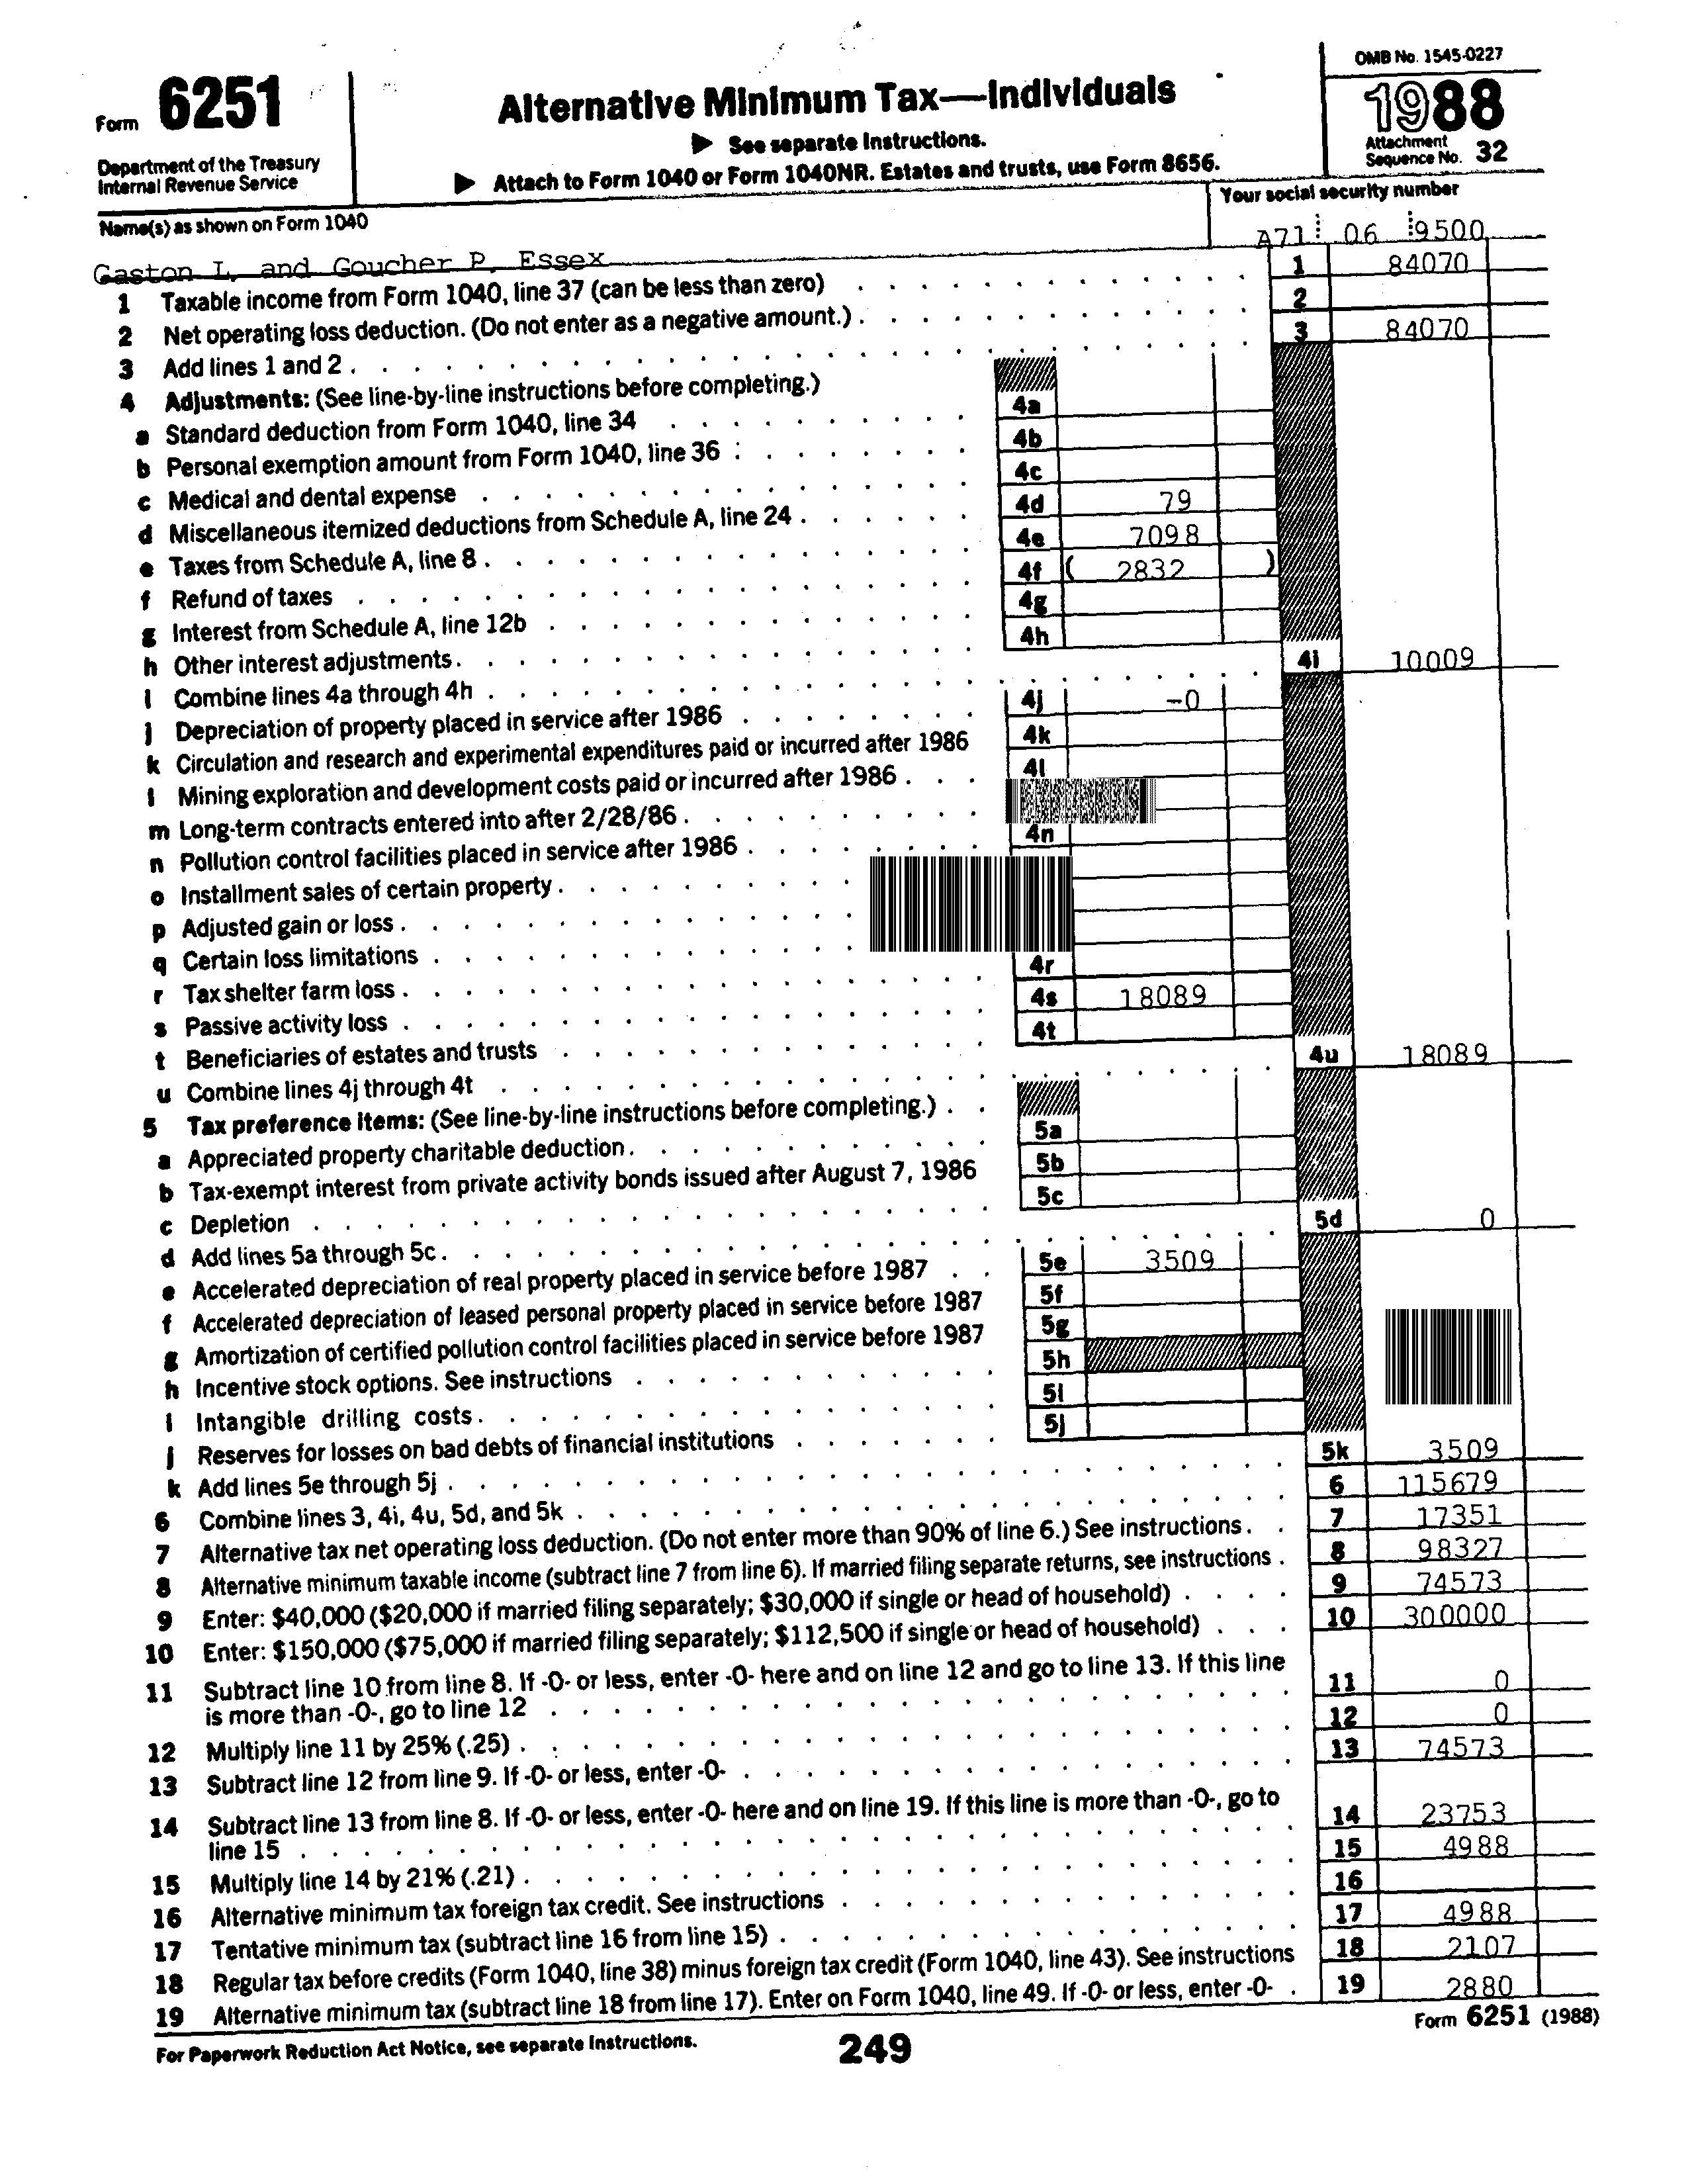 Form 6251
Department of the Treasury
Internal Revenue Service
Alternative Minimum Tax—Individuals
▶ See separate Instructions.
▶ Attach to Form 1040 or Form 1040NR. Estates and trusts, use Form 8656.
OMB No. 1545-0227
1988
Attachment
Sequence No. 32
Name(s) as shown on Form 1040
Your social security number
Gaston L. and Goucher P. Essex
A71 06 9500
1 Taxable income from Form 1040, line 37 (can be less than zero) 1 84070
2 Net operating loss deduction. (Do not enter as a negative amount.) 2
3 Add lines 1 and 2 3 84070
4 Adjustments: (See line-by-line instructions before completing.)
a Standard deduction from Form 1040, line 34 4a
b Personal exemption amount from Form 1040, line 36 4b
c Medical and dental expense 4c
d Miscellaneous itemized deductions from Schedule A, line 24 4d 79
e Taxes from Schedule A, line 8 4e 7098
f Refund of taxes 4f ( 2832 )
g Interest from Schedule A, line 12b 4g
h Other interest adjustments 4h
i Combine lines 4a through 4h 4i 10009
j Depreciation of property placed in service after 1986 4j -0
k Circulation and research and experimental expenditures paid or incurred after 1986 4k
l Mining exploration and development costs paid or incurred after 1986 4l
m Long-term contracts entered into after 2/28/86
n Pollution control facilities placed in service after 1986 4n
o Installment sales of certain property
p Adjusted gain or loss
q Certain loss limitations
r Tax shelter farm loss 4r
s Passive activity loss 4s 18089
t Beneficiaries of estates and trusts 4t
u Combine lines 4j through 4t 4u 18089
5 Tax preference items: (See line-by-line instructions before completing.)
a Appreciated property charitable deduction 5a
b Tax-exempt interest from private activity bonds issued after August 7, 1986 5b
c Depletion 5c
d Add lines 5a through 5c 5d 0
e Accelerated depreciation of real property placed in service before 1987 5e 3509
f Accelerated depreciation of leased personal property placed in service before 1987 5f
g Amortization of certified pollution control facilities placed in service before 1987 5g
h Incentive stock options. See instructions 5h
i Intangible drilling costs 5i
j Reserves for losses on bad debts of financial institutions 5j
k Add lines 5e through 5j 5k 3509
6 Combine lines 3, 4i, 4u, 5d, and 5k 6 115679
7 Alternative tax net operating loss deduction. (Do not enter more than 90% of line 6.) See instructions 7 17351
8 Alternative minimum taxable income (subtract line 7 from line 6). If married filing separate returns, see instructions 8 98327
9 Enter: $40,000 ($20,000 if married filing separately; $30,000 if single or head of household) 9 74573
10 Enter: $150,000 ($75,000 if married filing separately; $112,500 if single or head of household) 10 300000
11 Subtract line 10 from line 8. If -0- or less, enter -0- here and on line 12 and go to line 13. If this line
is more than -0-, go to line 12 11 0
12 Multiply line 11 by 25% (.25) 12 0
13 Subtract line 12 from line 9. If -0- or less, enter -0- 13 74573
14 Subtract line 13 from line 8. If -0- or less, enter -0- here and on line 19. If this line is more than -0-, go to
line 15 14 23753
15 Multiply line 14 by 21% (.21) 15 4988
16 Alternative minimum tax foreign tax credit. See instructions 16
17 Tentative minimum tax (subtract line 16 from line 15) 17 4988
18 Regular tax before credits (Form 1040, line 38) minus foreign tax credit (Form 1040, line 43). See instructions 18 2107
19 Alternative minimum tax (subtract line 18 from line 17). Enter on Form 1040, line 49. If -0- or less, enter -0- 19 2880
For Paperwork Reduction Act Notice, see separate Instructions.
249
Form 6251 (1988)